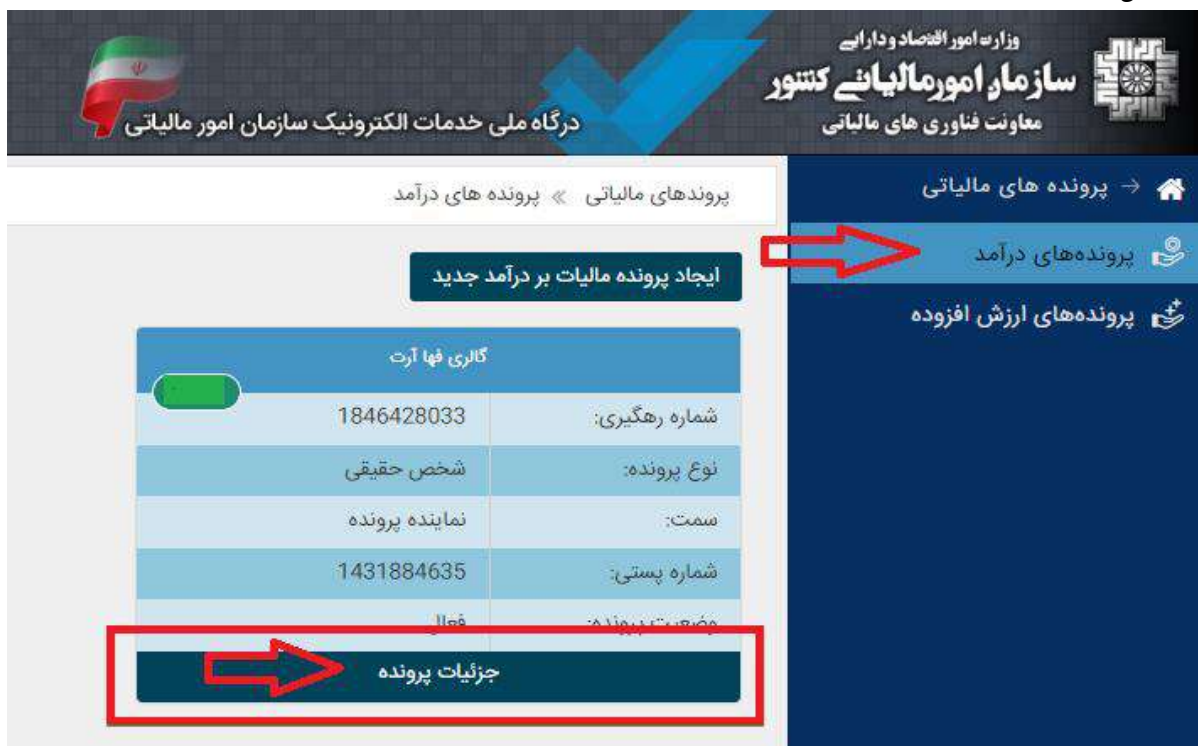 وزارت امور اقتصاد و دارایی
سازمان امور مالیاتی کشور
معاونت فناوری های مالیاتی
درگاه ملی خدمات الکترونیک سازمان امور مالیاتی
→ پرونده های مالیاتی
پرونده‌های درآمد
پرونده‌های ارزش افزوده
پروندهای مالیاتی » پرونده های درآمد
ایجاد پرونده مالیات بر درآمد جدید
گالری فها آرت
شماره رهگیری: 1846428033
نوع پرونده: شخص حقیقی
سمت: نماینده پرونده
شماره پستی: 1431884635
وضعیت پرونده: فعال
جزئیات پرونده